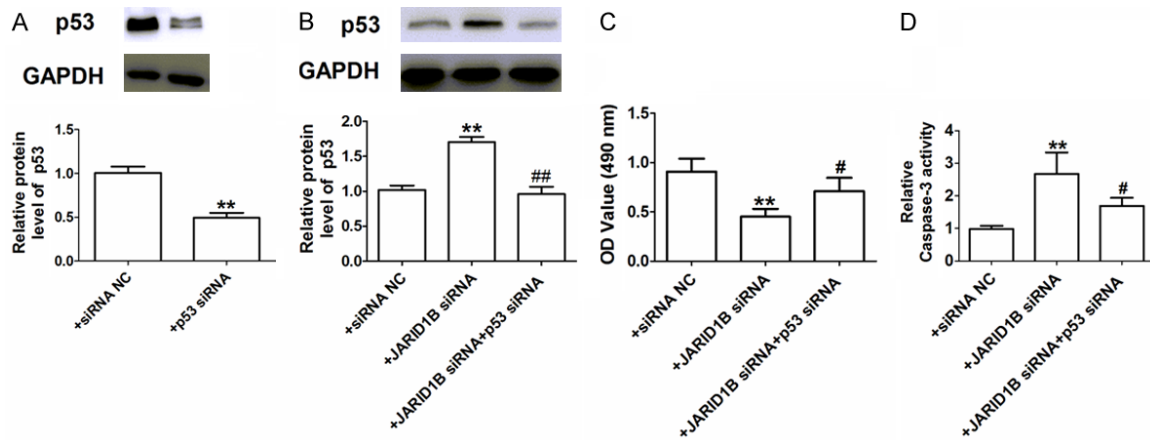 A
p53
GAPDH
Relative protein
level of p53
1.5
1.0
0.5
0.0
**
+siRNA NC
+p53 siRNA
B
p53
GAPDH
Relative protein
level of p53
2.0
1.5
1.0
0.5
0.0
**
##
+siRNA NC
+JARID1B siRNA
+JARID1B siRNA+p53 siRNA
C
OD Value (490 nm)
1.5
1.0
0.5
0.0
**
#
+siRNA NC
+JARID1B siRNA
+JARID1B siRNA+p53 siRNA
D
Relative
Caspase-3 activity
4
3
2
1
0
**
#
+siRNA NC
+JARID1B siRNA
+JARID1B siRNA+p53 siRNA